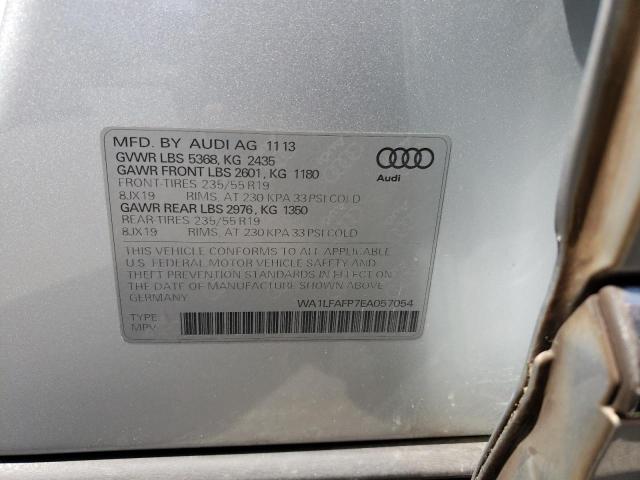 MFD. BY AUDI AG 11 13
GVWR LBS 5368, KG 2435
GAWR FRONT LBS 2601, KG 1180
FRONT-TIRES 235/55 R19
8JX19 RIMS, AT 230 KPA 33 PSI COLD
GAWR REAR LBS 2976, KG 1350
REAR-TIRES 235/55 R19
8JX19 RIMS, AT 230 KPA 33 PSI COLD
Audi
THIS VEHICLE CONFORMS TO ALL APPLICABLE
U.S. FEDERAL MOTOR VEHICLE SAFETY AND
THEFT PREVENTION STANDARDS IN EFFECT ON
THE DATE OF MANUFACTURE SHOWN ABOVE
GERMANY
WA1LFAFP7EA057054
TYPE:
MPV